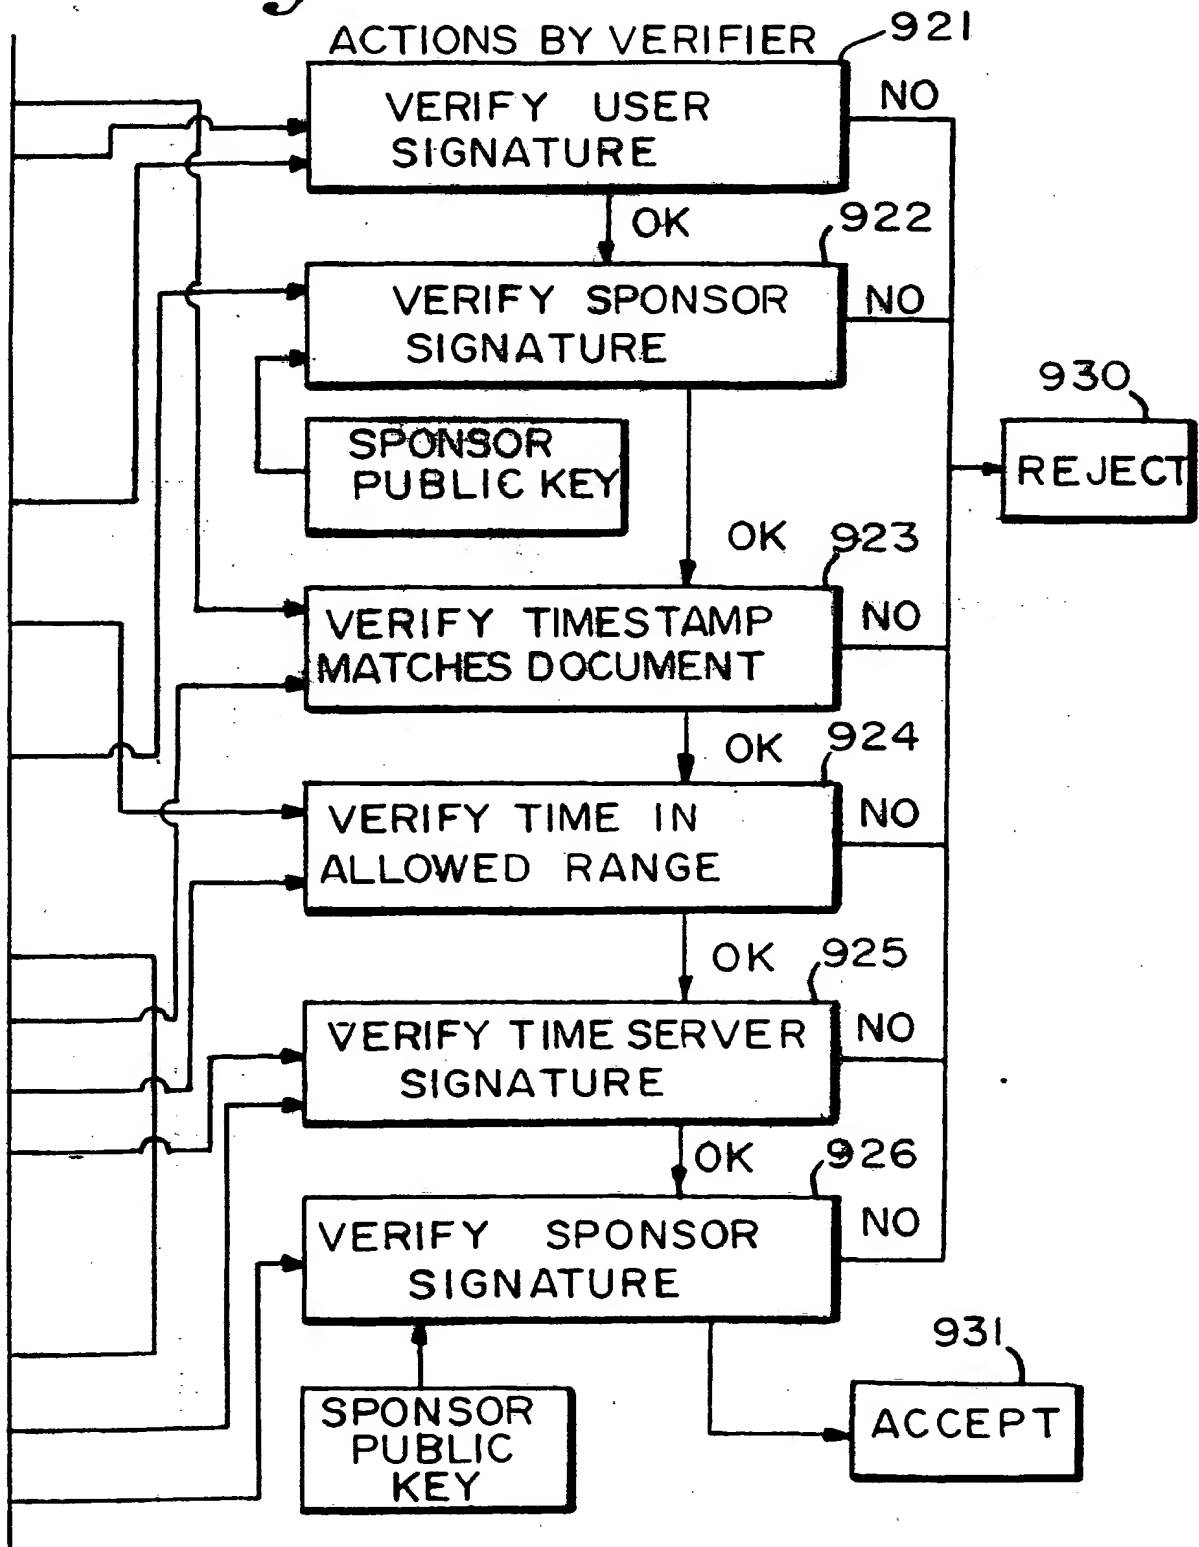 ACTIONS BY VERIFIER
921
VERIFY USER
SIGNATURE
NO
OK
922
VERIFY SPONSOR
SIGNATURE
NO
930
REJECT
SPONSOR
PUBLIC KEY
OK
923
VERIFY TIMESTAMP
MATCHES DOCUMENT
NO
OK
924
VERIFY TIME IN
ALLOWED RANGE
NO
OK
925
VERIFY TIME SERVER
SIGNATURE
NO
OK
926
VERIFY SPONSOR
SIGNATURE
NO
931
ACCEPT
SPONSOR
PUBLIC
KEY